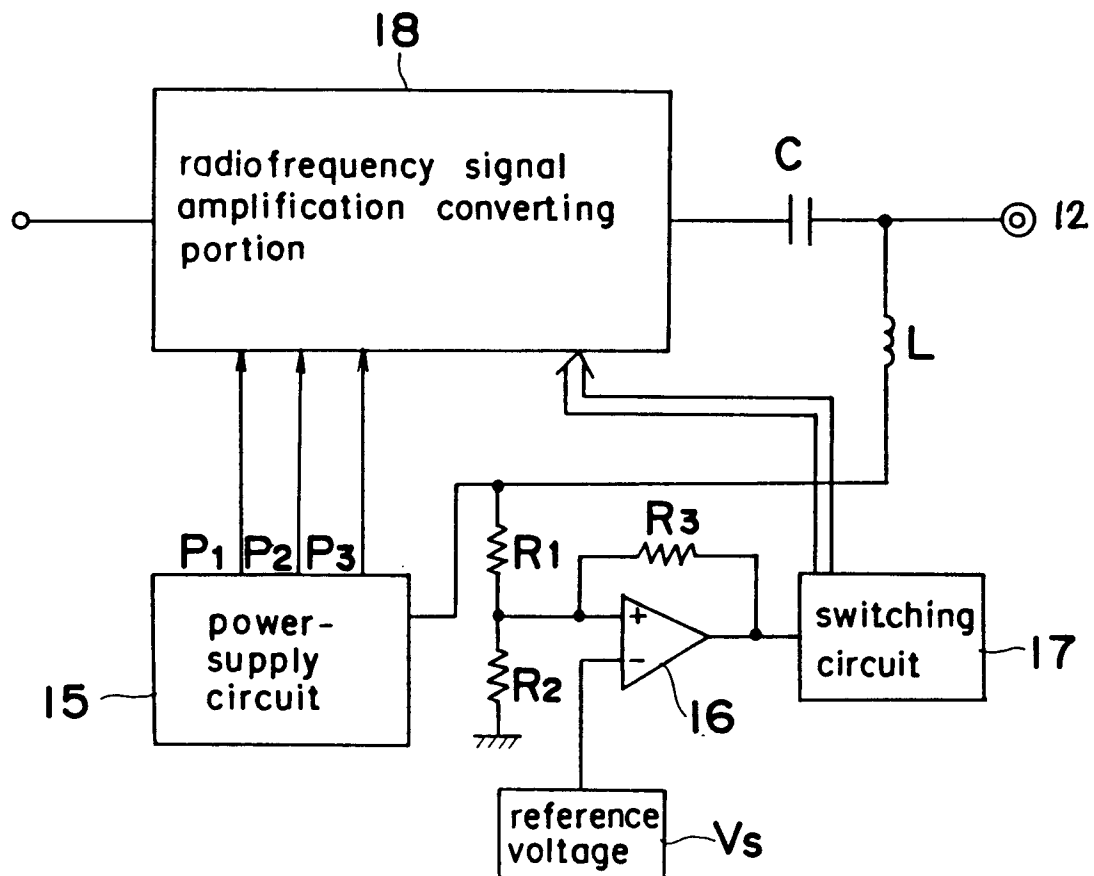 18
radiofrequency signal
amplification converting
portion
C
12
L
P1 P2 P3
R1
R3
power-
supply
circuit
15
+
-
R2
16
switching
circuit
17
reference
voltage
Vs